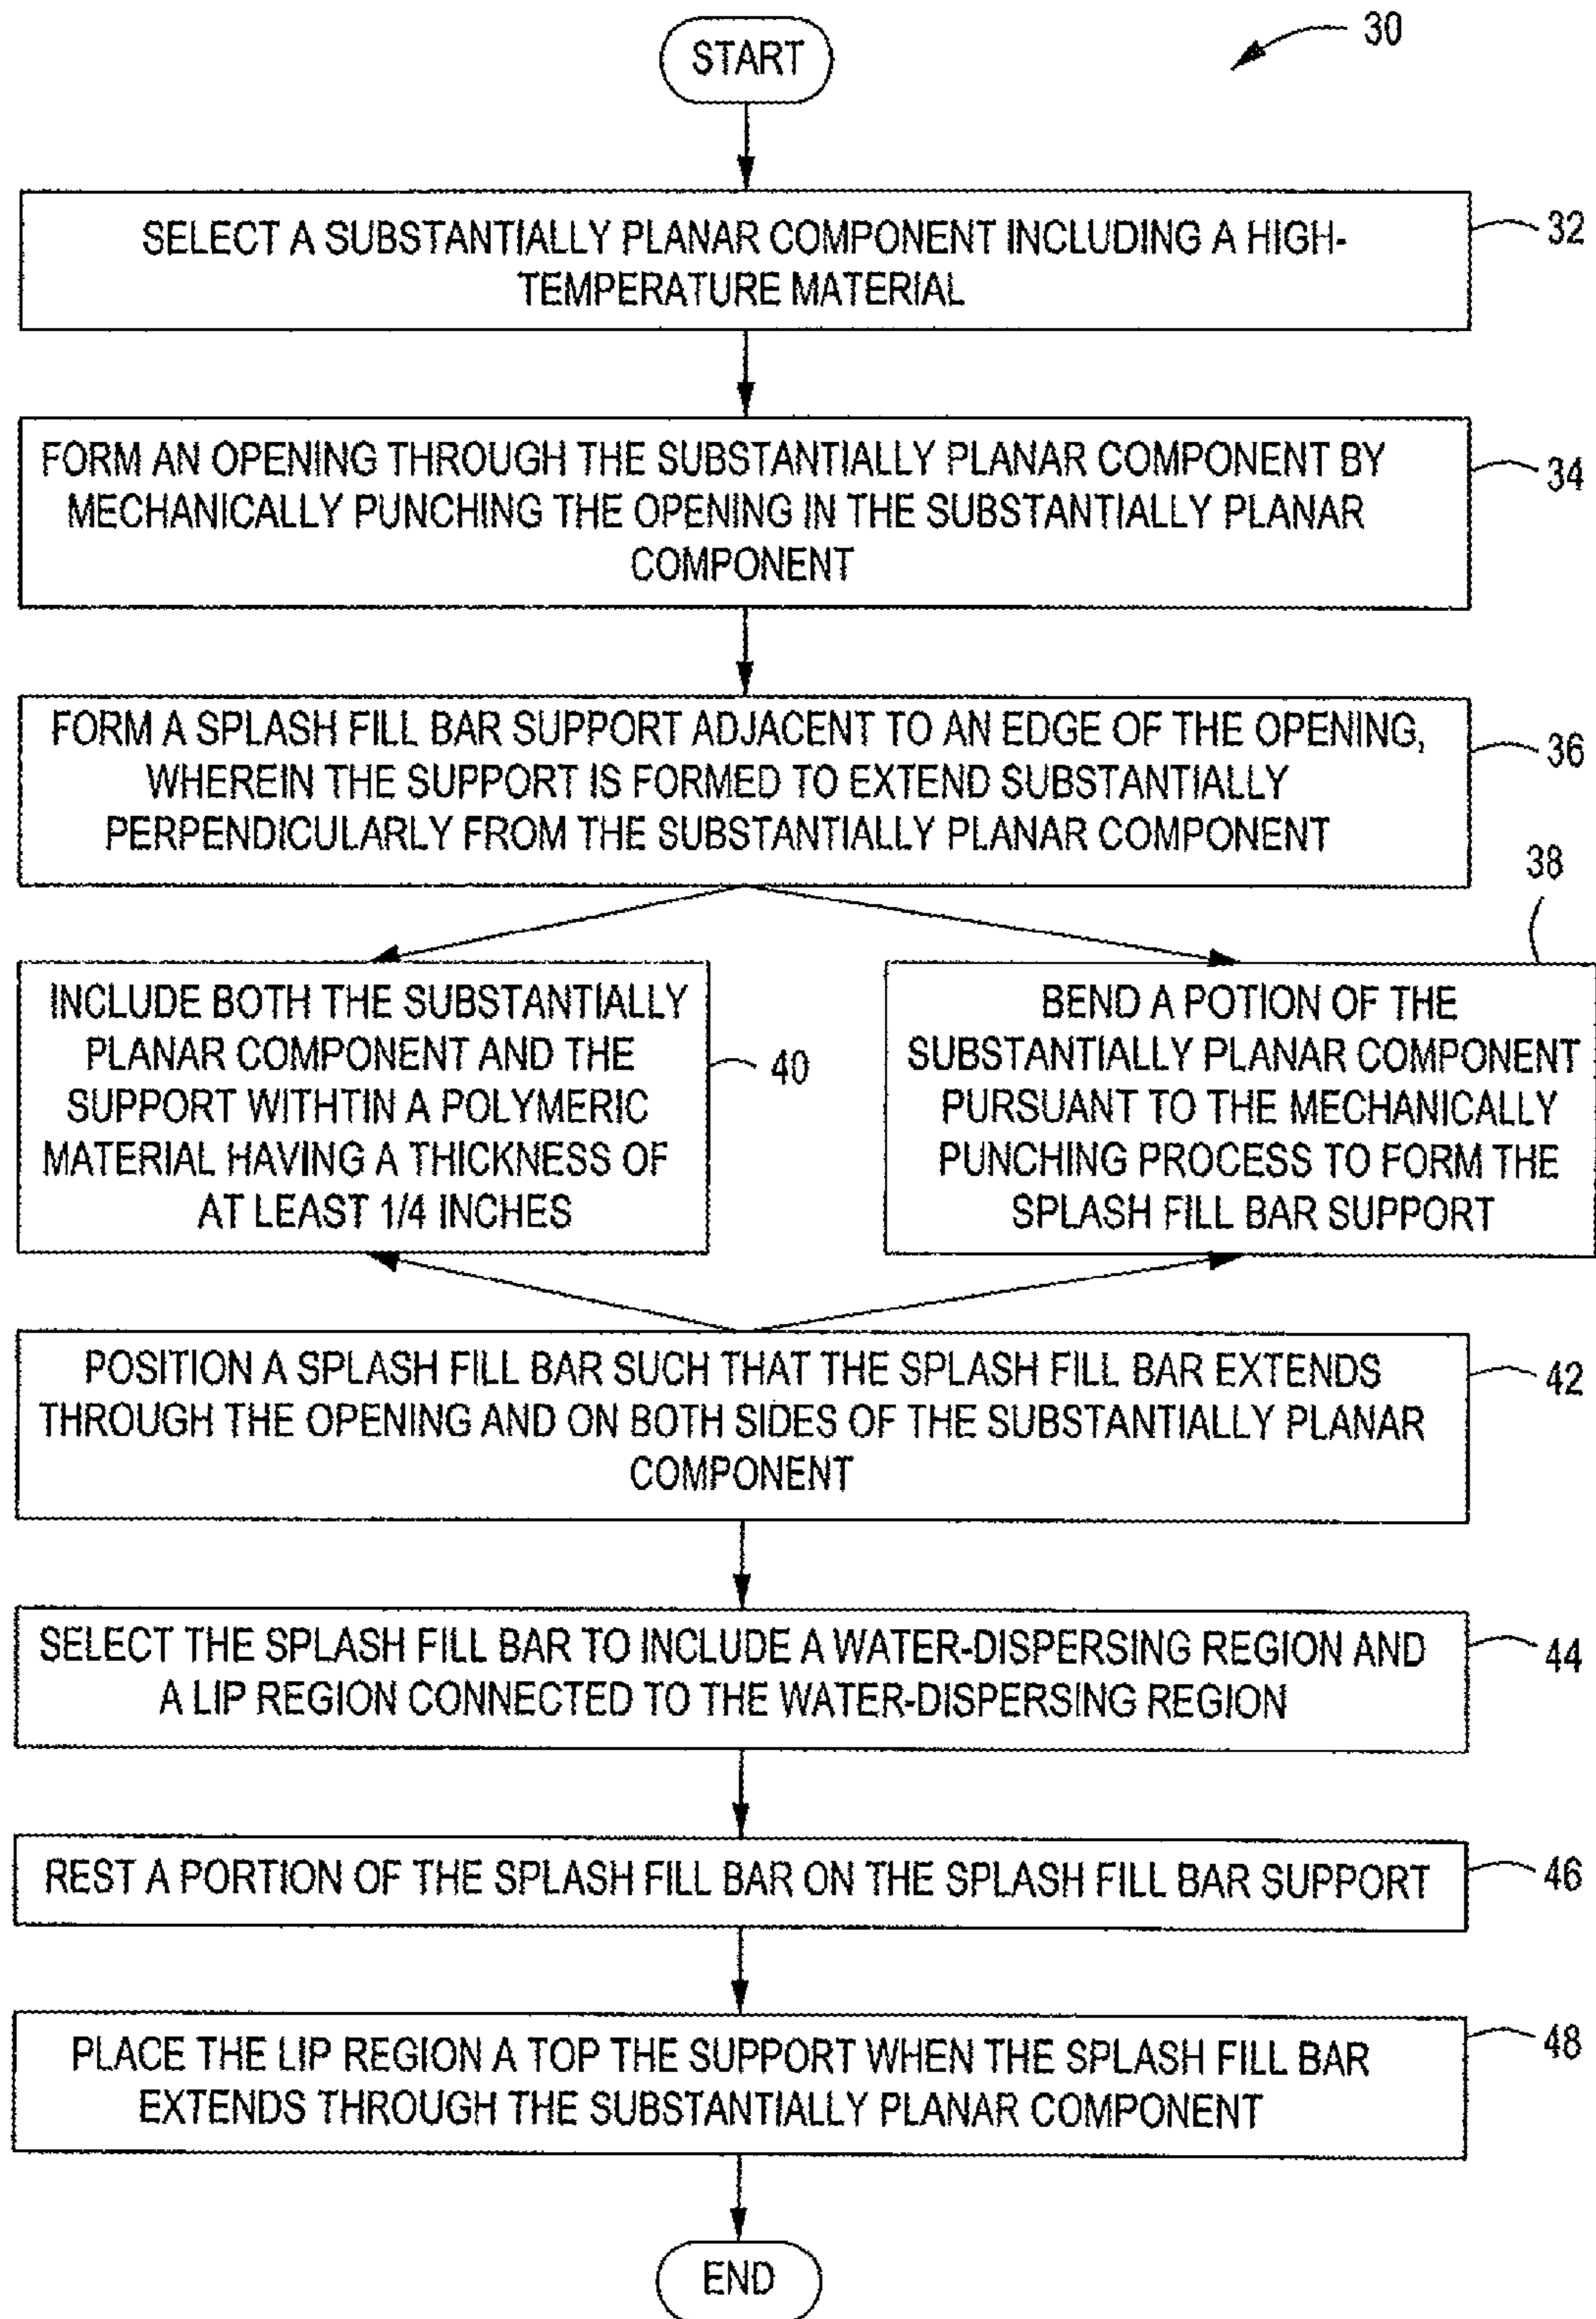 START
30
SELECT A SUBSTANTIALLY PLANAR COMPONENT INCLUDING A HIGH-
TEMPERATURE MATERIAL
32
FORM AN OPENING THROUGH THE SUBSTANTIALLY PLANAR COMPONENT BY
MECHANICALLY PUNCHING THE OPENING IN THE SUBSTANTIALLY PLANAR
COMPONENT
34
FORM A SPLASH FILL BAR SUPPORT ADJACENT TO AN EDGE OF THE OPENING,
WHEREIN THE SUPPORT IS FORMED TO EXTEND SUBSTANTIALLY
PERPENDICULARLY FROM THE SUBSTANTIALLY PLANAR COMPONENT
36
INCLUDE BOTH THE SUBSTANTIALLY
PLANAR COMPONENT AND THE
SUPPORT WITHTIN A POLYMERIC
MATERIAL HAVING A THICKNESS OF
AT LEAST 1/4 INCHES
40
38
BEND A POTION OF THE
SUBSTANTIALLY PLANAR COMPONENT
PURSUANT TO THE MECHANICALLY
PUNCHING PROCESS TO FORM THE
SPLASH FILL BAR SUPPORT
POSITION A SPLASH FILL BAR SUCH THAT THE SPLASH FILL BAR EXTENDS
THROUGH THE OPENING AND ON BOTH SIDES OF THE SUBSTANTIALLY PLANAR
COMPONENT
42
SELECT THE SPLASH FILL BAR TO INCLUDE A WATER-DISPERSING REGION AND
A LIP REGION CONNECTED TO THE WATER-DISPERSING REGION
44
REST A PORTION OF THE SPLASH FILL BAR ON THE SPLASH FILL BAR SUPPORT
46
PLACE THE LIP REGION A TOP THE SUPPORT WHEN THE SPLASH FILL BAR
EXTENDS THROUGH THE SUBSTANTIALLY PLANAR COMPONENT
48
END